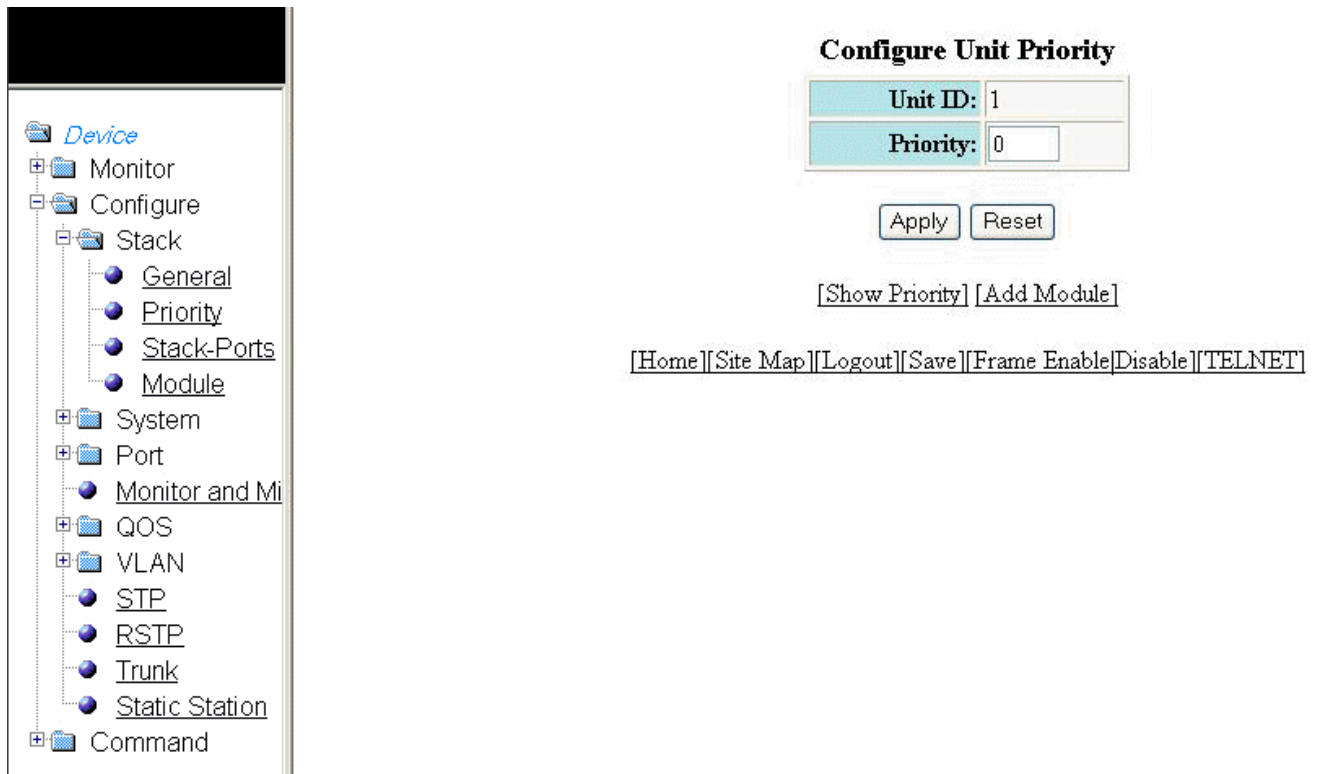 Device
Monitor
Configure
Stack
General
Priority
Stack-Ports
Module
System
Port
Monitor and Mi
QOS
VLAN
STP
RSTP
Trunk
Static Station
Command
Configure Unit Priority
Unit ID: 1
Priority: 0
Apply Reset
[Show Priority] [Add Module]
[Home][Site Map][Logout][Save][Frame Enable|Disable][TELNET]